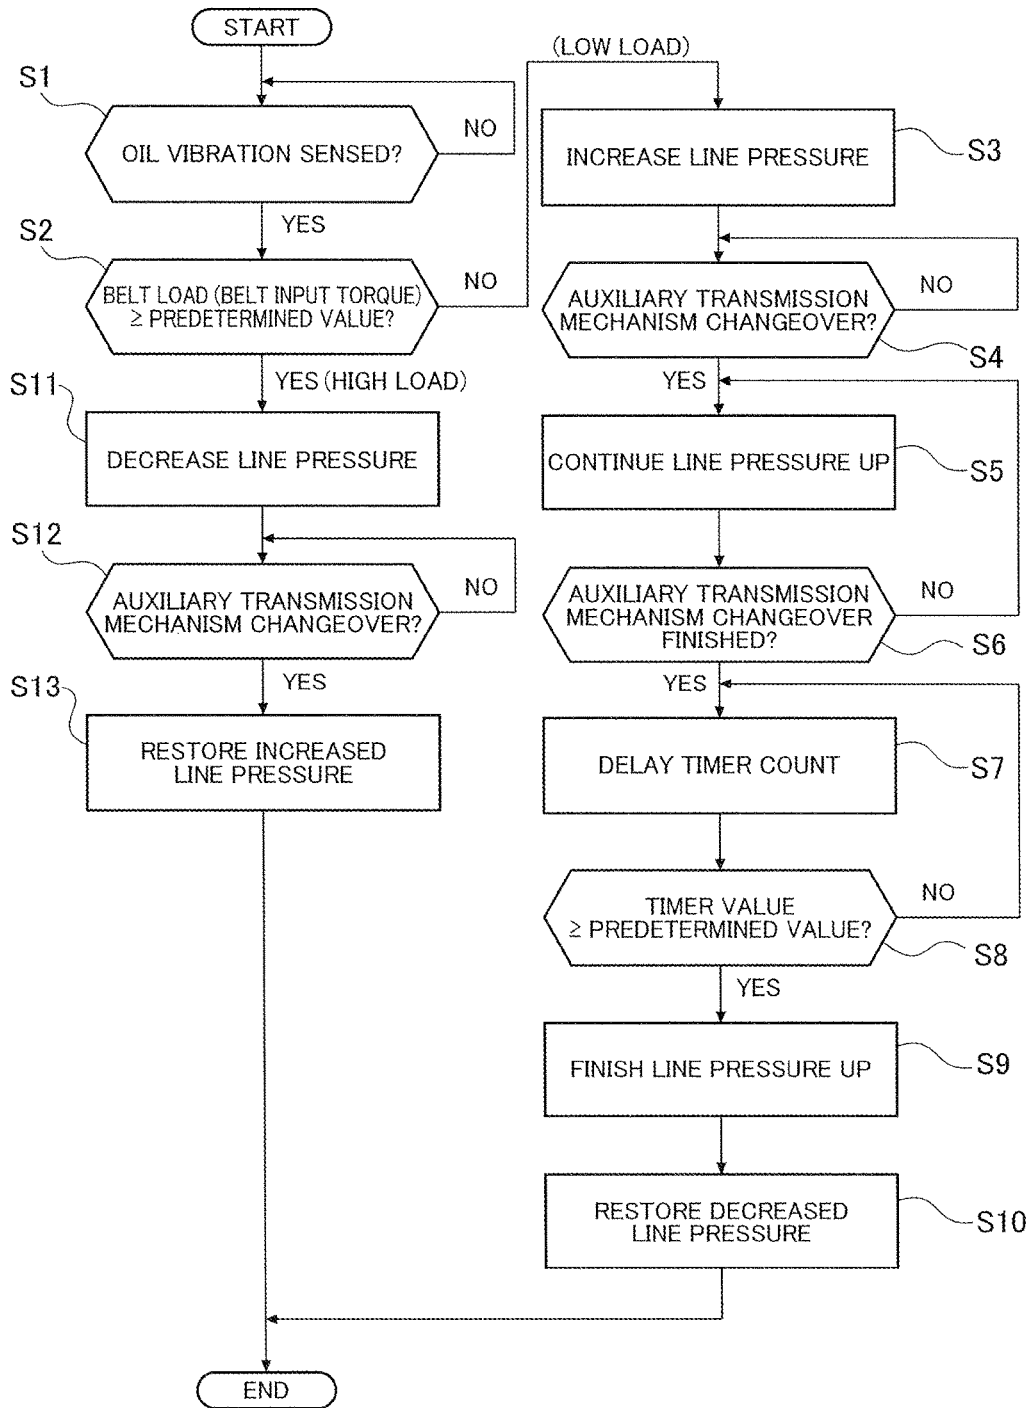 START
S1
OIL VIBRATION SENSED?
NO
YES
S2
BELT LOAD (BELT INPUT TORQUE)
≥ PREDETERMINED VALUE?
NO
YES (HIGH LOAD)
S11
DECREASE LINE PRESSURE
S12
AUXILIARY TRANSMISSION
MECHANISM CHANGEOVER?
NO
YES
S13
RESTORE INCREASED
LINE PRESSURE
(LOW LOAD)
INCREASE LINE PRESSURE
S3
AUXILIARY TRANSMISSION
MECHANISM CHANGEOVER?
NO
S4
YES
CONTINUE LINE PRESSURE UP
S5
AUXILIARY TRANSMISSION
MECHANISM CHANGEOVER
FINISHED?
NO
S6
YES
DELAY TIMER COUNT
S7
TIMER VALUE
≥ PREDETERMINED VALUE?
NO
S8
YES
FINISH LINE PRESSURE UP
S9
RESTORE DECREASED
LINE PRESSURE
S10
END